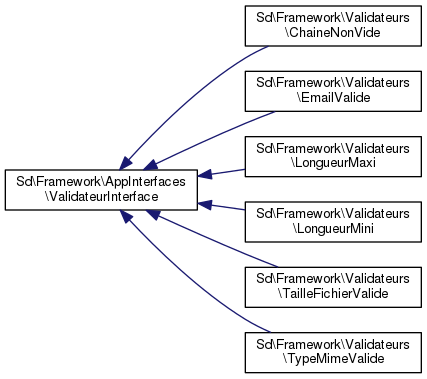 Sd\Framework\Validateurs
\ChaineNonVide
Sd\Framework\Validateurs
\EmailValide
Sd\Framework\Validateurs
\LongueurMaxi
Sd\Framework\AppInterfaces
\ValidateurInterface
Sd\Framework\Validateurs
\LongueurMini
Sd\Framework\Validateurs
\TailleFichierValide
Sd\Framework\Validateurs
\TypeMimeValide